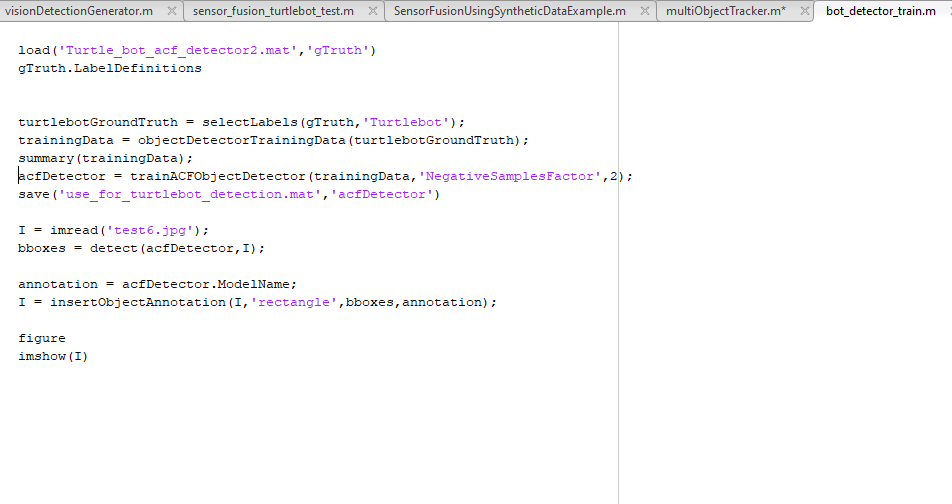 visionDetectionGenerator.m
sensor_fusion_turtlebot_test.m
SensorFusionUsingSyntheticDataExample.m
multiObjectTracker.m*
bot_detector_train.m
load('Turtle_bot_acf_detector2.mat','gTruth')
gTruth.LabelDefinitions
turtlebotGroundTruth = selectLabels(gTruth,'Turtlebot');
trainingData = objectDetectorTrainingData(turtlebotGroundTruth);
summary(trainingData);
acfDetector = trainACFObjectDetector(trainingData,'NegativeSamplesFactor',2);
save('use_for_turtlebot_detection.mat','acfDetector')
I = imread('test6.jpg');
bboxes = detect(acfDetector,I);
annotation = acfDetector.ModelName;
I = insertObjectAnnotation(I,'rectangle',bboxes,annotation);
figure
imshow(I)